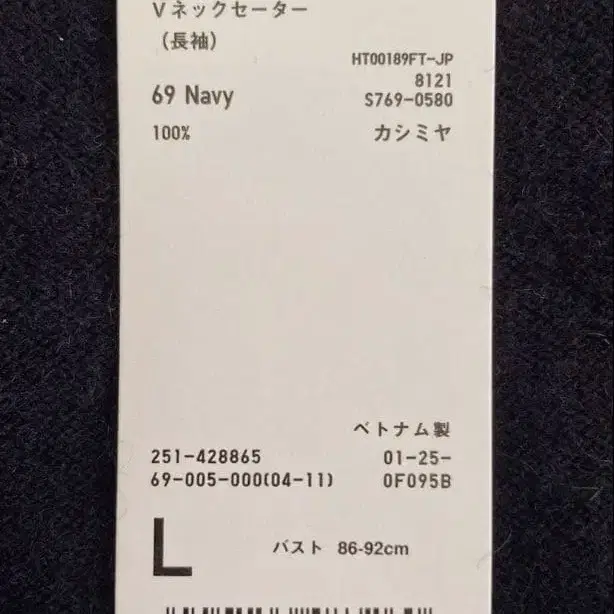 Vネックセーター
（長袖）
HT00189FT-JP
8121
69 Navy S769-0580
100% カシミヤ
ベトナム製
251-428865 01-25-
69-005-000(04-11) 0F095B
L バスト 86-92cm